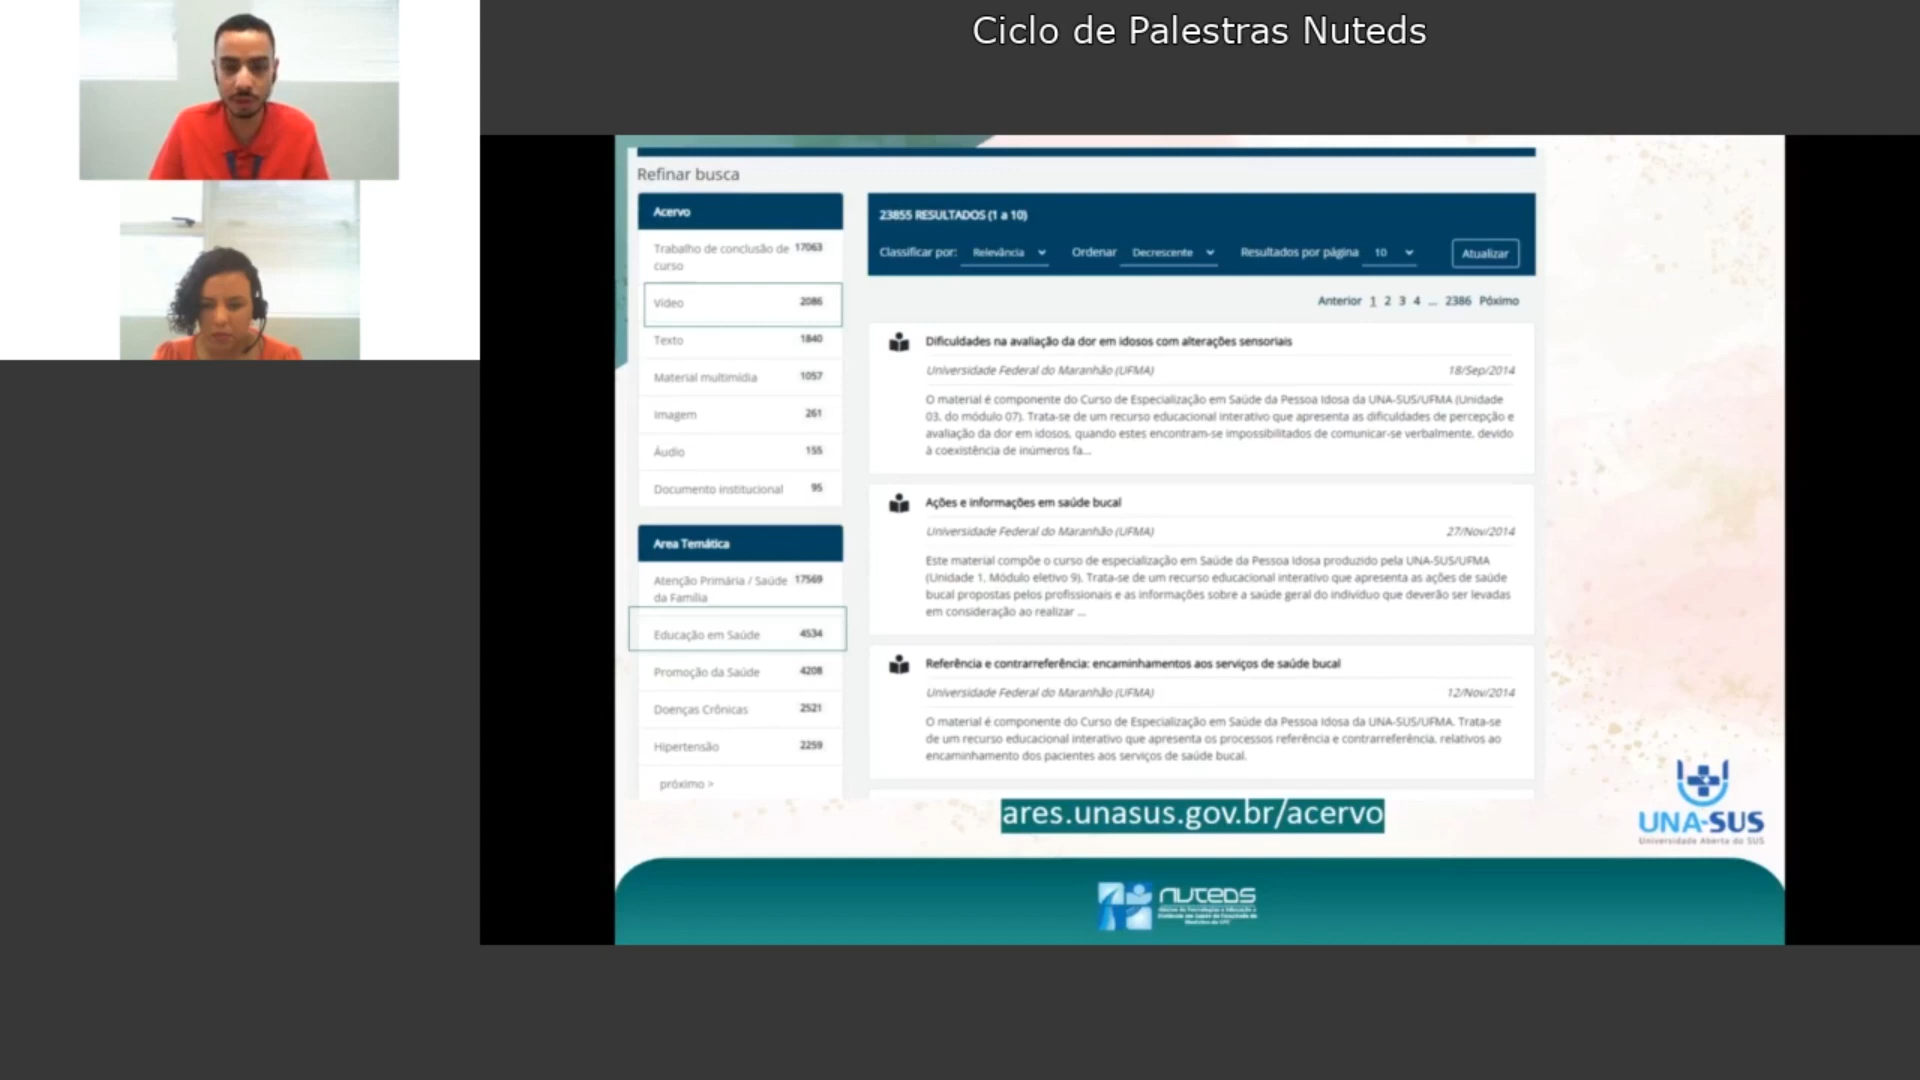 Ciclo de Palestras Nuteds
Refinar busca
Acervo
Trabalho de conclusão de 17063
curso
Vídeo 2086
Texto 1840
Material multimídia 1057
Imagem 261
Áudio 155
Documento institucional 95
Area Temática
Atenção Primária / Saúde 17569
da Família
Educação em Saúde 4534
Promoção da Saúde 4208
Doenças Crônicas 2521
Hipertensão 2259
próximo >
23855 RESULTADOS (1 a 10)
Classificar por: Relevância Ordenar Decrescente Resultados por página 10 Atualizar
Anterior 1 2 3 4 ... 2386 Póximo
Dificuldades na avaliação da dor em idosos com alterações sensoriais
Universidade Federal do Maranhão (UFMA) 18/Sep/2014
O material é componente do Curso de Especialização em Saúde da Pessoa Idosa da UNA-SUS/UFMA (Unidade
03, do módulo 07). Trata-se de um recurso educacional interativo que apresenta as dificuldades de percepção e
avaliação da dor em idosos, quando estes encontram-se impossibilitados de comunicar-se verbalmente, devido
à coexistência de inúmeros fa...
Ações e informações em saúde bucal
Universidade Federal do Maranhão (UFMA) 27/Nov/2014
Este material compõe o curso de especialização em Saúde da Pessoa Idosa produzido pela UNA-SUS/UFMA
(Unidade 1, Módulo eletivo 9). Trata-se de um recurso educacional interativo que apresenta as ações de saúde
bucal propostas pelos profissionais e as informações sobre a saúde geral do indivíduo que deverão ser levadas
em consideração ao realizar ...
Referência e contrarreferência: encaminhamentos aos serviços de saúde bucal
Universidade Federal do Maranhão (UFMA) 12/Nov/2014
O material é componente do Curso de Especialização em Saúde da Pessoa Idosa da UNA-SUS/UFMA. Trata-se
de um recurso educacional interativo que apresenta os processos referência e contrarreferência, relativos ao
encaminhamento dos pacientes aos serviços de saúde bucal.
ares.unasus.gov.br/acervo
UNA-SUS
Universidade Aberta do SUS
NUTEDS